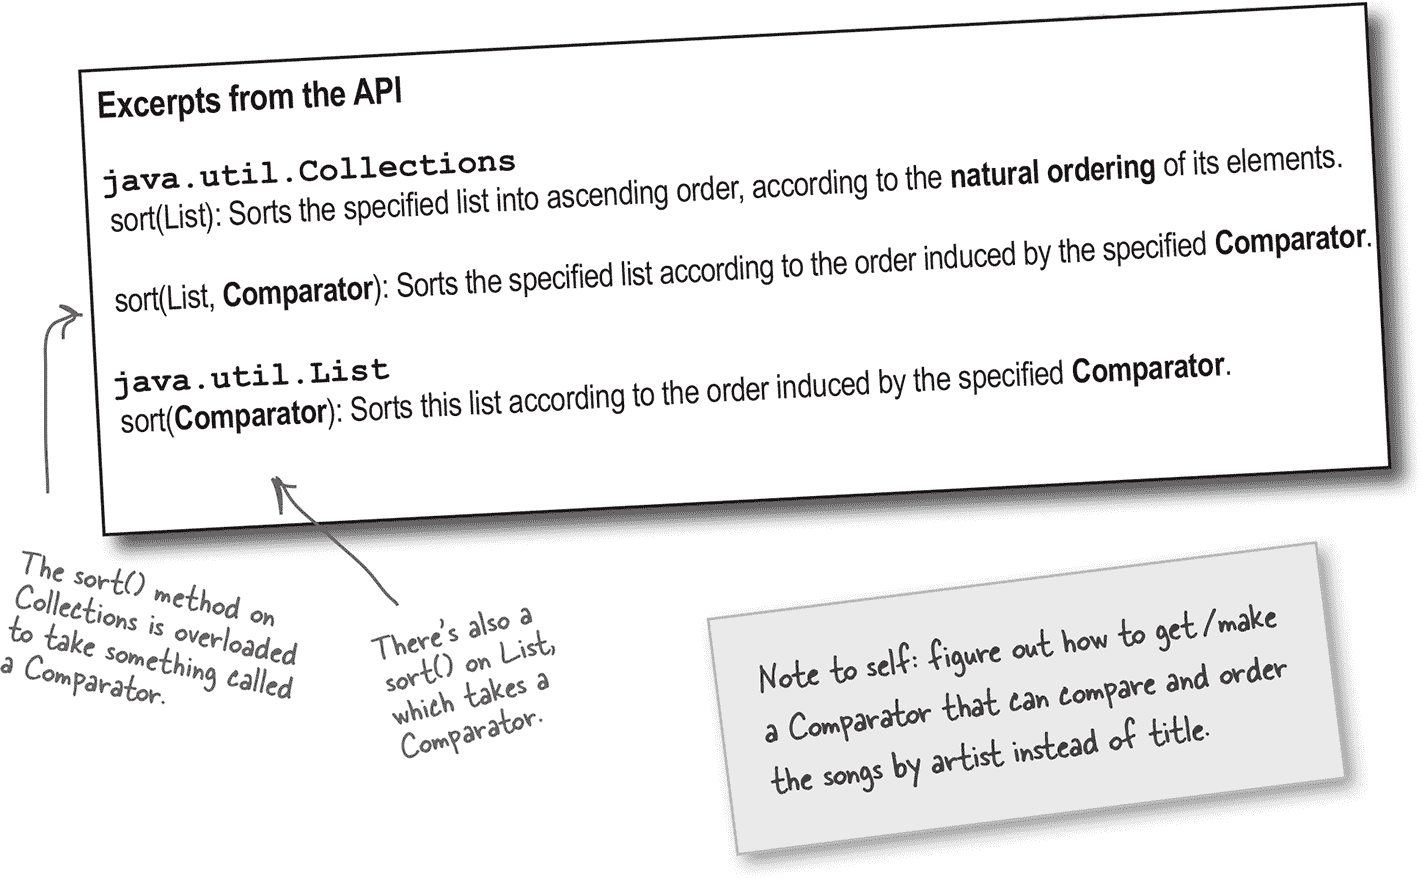 Excerpts from the API
java.util.Collections
sort(List): Sorts the specified list into ascending order, according to the natural ordering of its elements.
sort(List, Comparator): Sorts the specified list according to the order induced by the specified Comparator.
java.util.List
sort(Comparator): Sorts this list according to the order induced by the specified Comparator.
The sort() method on
Collections is overloaded
to take something called
a Comparator.
There's also a
sort() on List,
which takes a
Comparator.
Note to self: figure out how to get/make
a Comparator that can compare and order
the songs by artist instead of title.